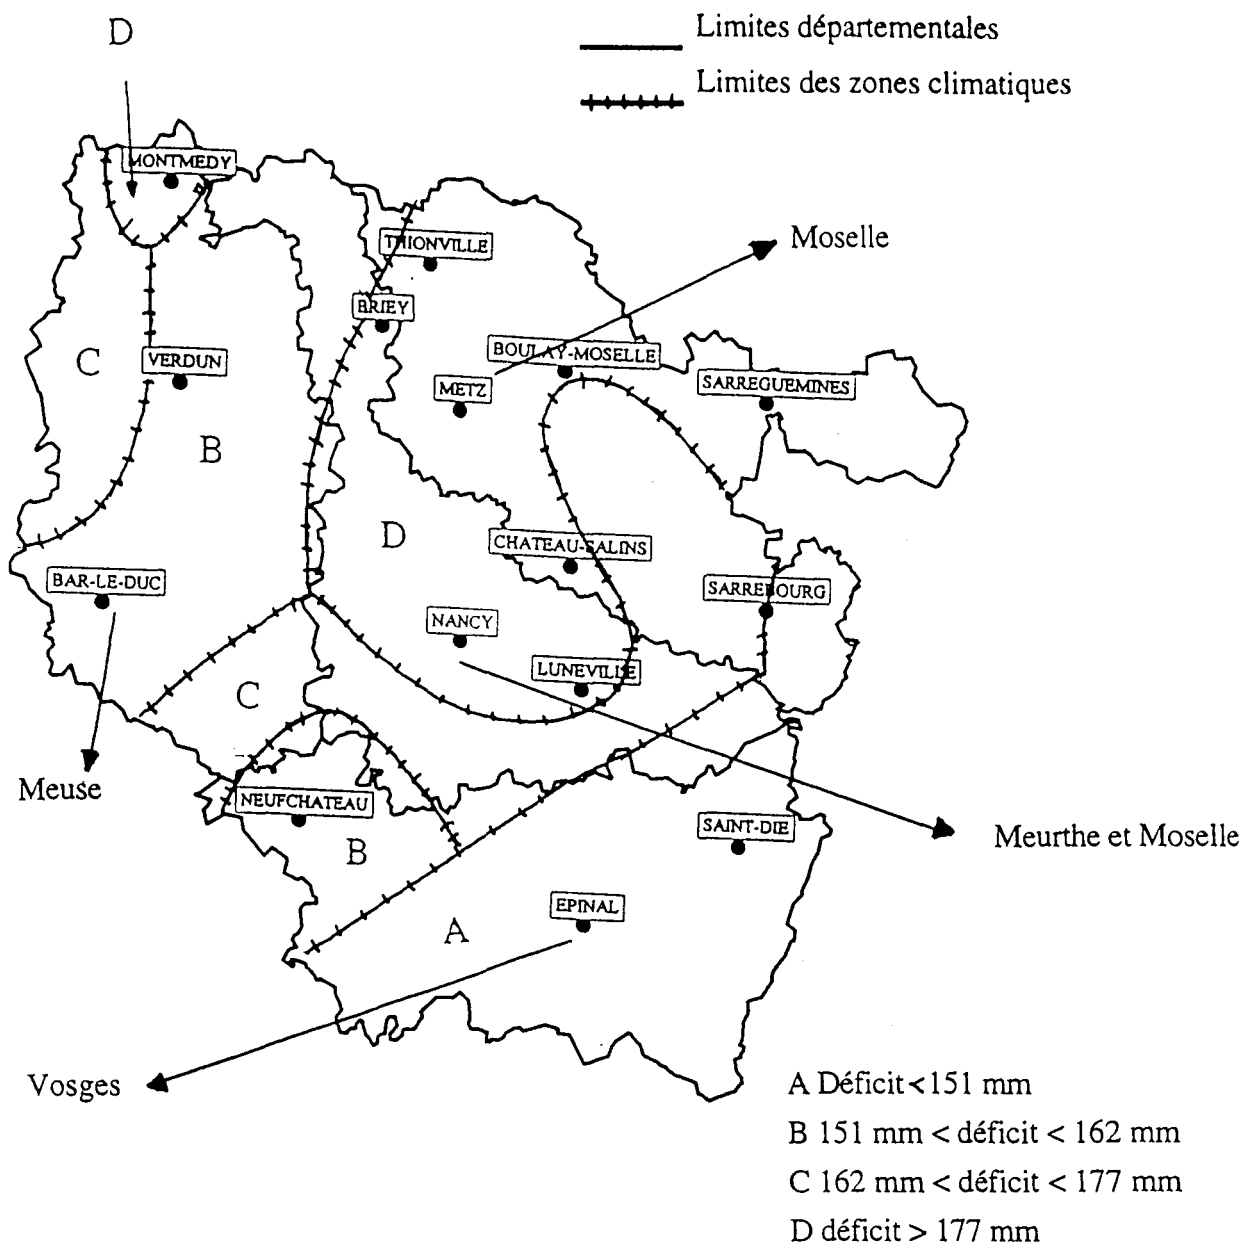 D
Limites départementales
Limites des zones climatiques
MONTMEDY
THIONVILLE
Moselle
BRIEY
C
VERDUN
BOULAY-MOSELLE
METZ
SARREGUEMINES
B
D
CHATEAU-SALINS
BAR-LE-DUC
SARREBOURG
NANCY
LUNEVILLE
C
Meuse
NEUFCHATEAU
SAINT-DIE
Meurthe et Moselle
B
EPINAL
A
Vosges
A Déficit < 151 mm
B 151 mm < déficit < 162 mm
C 162 mm < déficit < 177 mm
D déficit > 177 mm